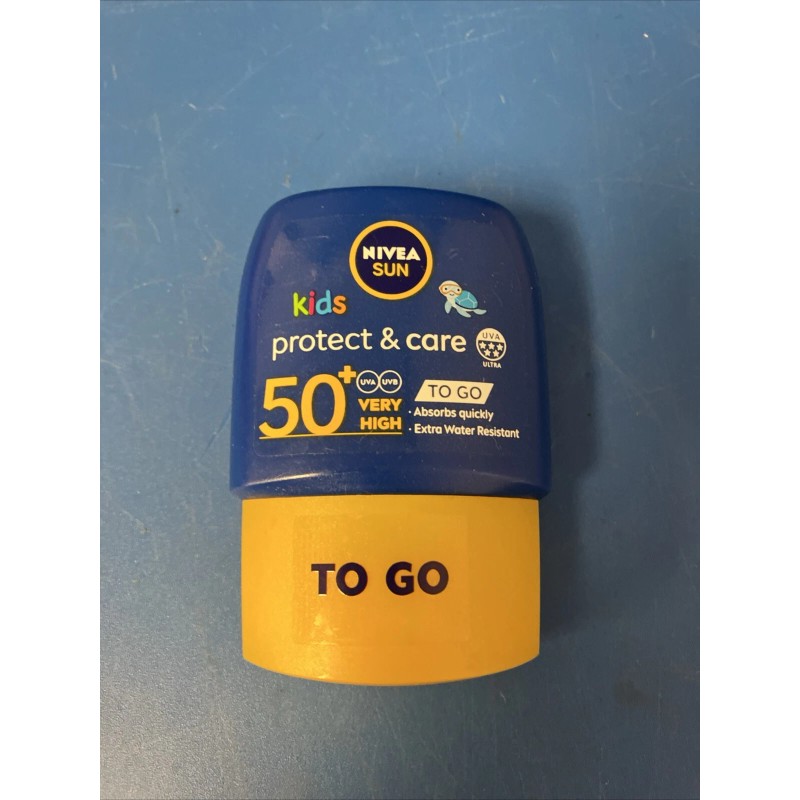 NIVEA
SUN
kids
protect & care
UVA
ULTRA
50+
UVA UVB
VERY
HIGH
TO GO
· Absorbs quickly
· Extra Water Resistant
TO GO